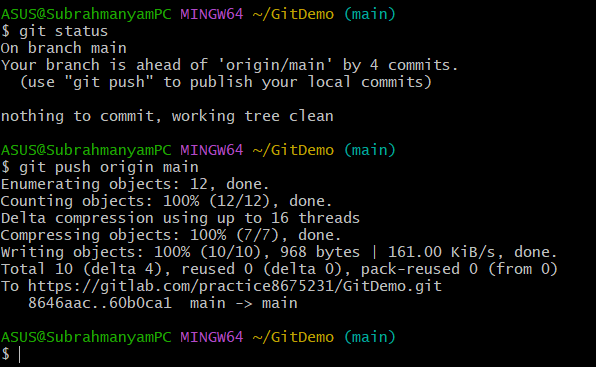 ASUS@SubrahmanyamPC MINGW64 ~/GitDemo (main)
$ git status
On branch main
Your branch is ahead of 'origin/main' by 4 commits.
  (use "git push" to publish your local commits)

nothing to commit, working tree clean

ASUS@SubrahmanyamPC MINGW64 ~/GitDemo (main)
$ git push origin main
Enumerating objects: 12, done.
Counting objects: 100% (12/12), done.
Delta compression using up to 16 threads
Compressing objects: 100% (7/7), done.
Writing objects: 100% (10/10), 968 bytes | 161.00 KiB/s, done.
Total 10 (delta 4), reused 0 (delta 0), pack-reused 0 (from 0)
To https://gitlab.com/practice8675231/GitDemo.git
   8646aac..60b0ca1  main -> main

ASUS@SubrahmanyamPC MINGW64 ~/GitDemo (main)
$